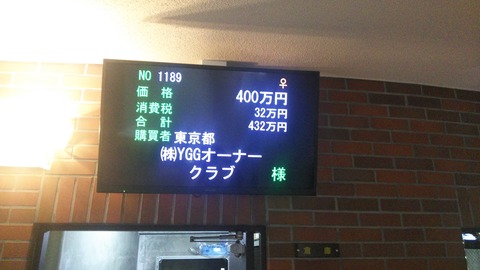 NO 1189 ♀
価格 400万円
消費税 32万円
合計 432万円
購買者 東京都
㈱YGGオーナー
クラブ 様